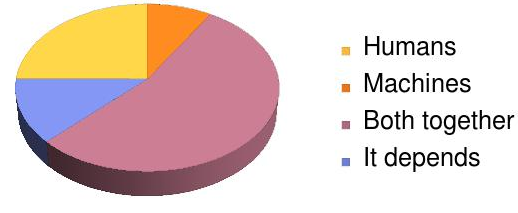 Humans
Machines
Both together
It depends